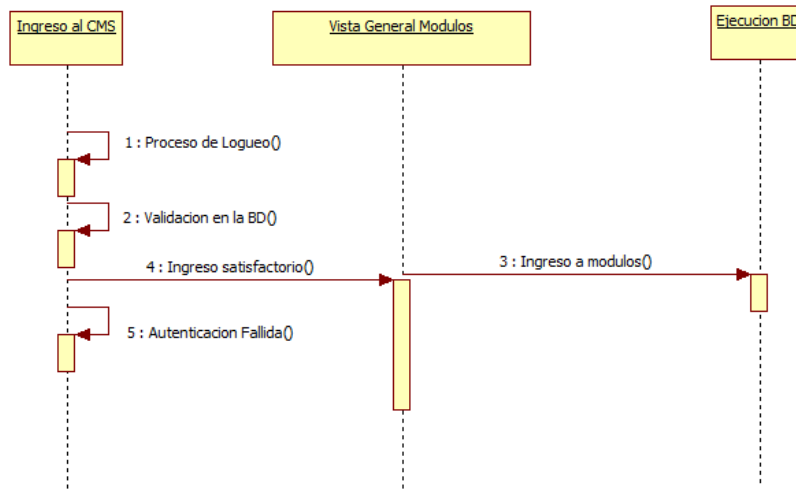 Ingreso al CMS
Vista General Modulos
Ejecucion BD
1 : Proceso de Logueo()
2 : Validacion en la BD()
3 : Ingreso a modulos()
4 : Ingreso satisfactorio()
5 : Autenticacion Fallida()